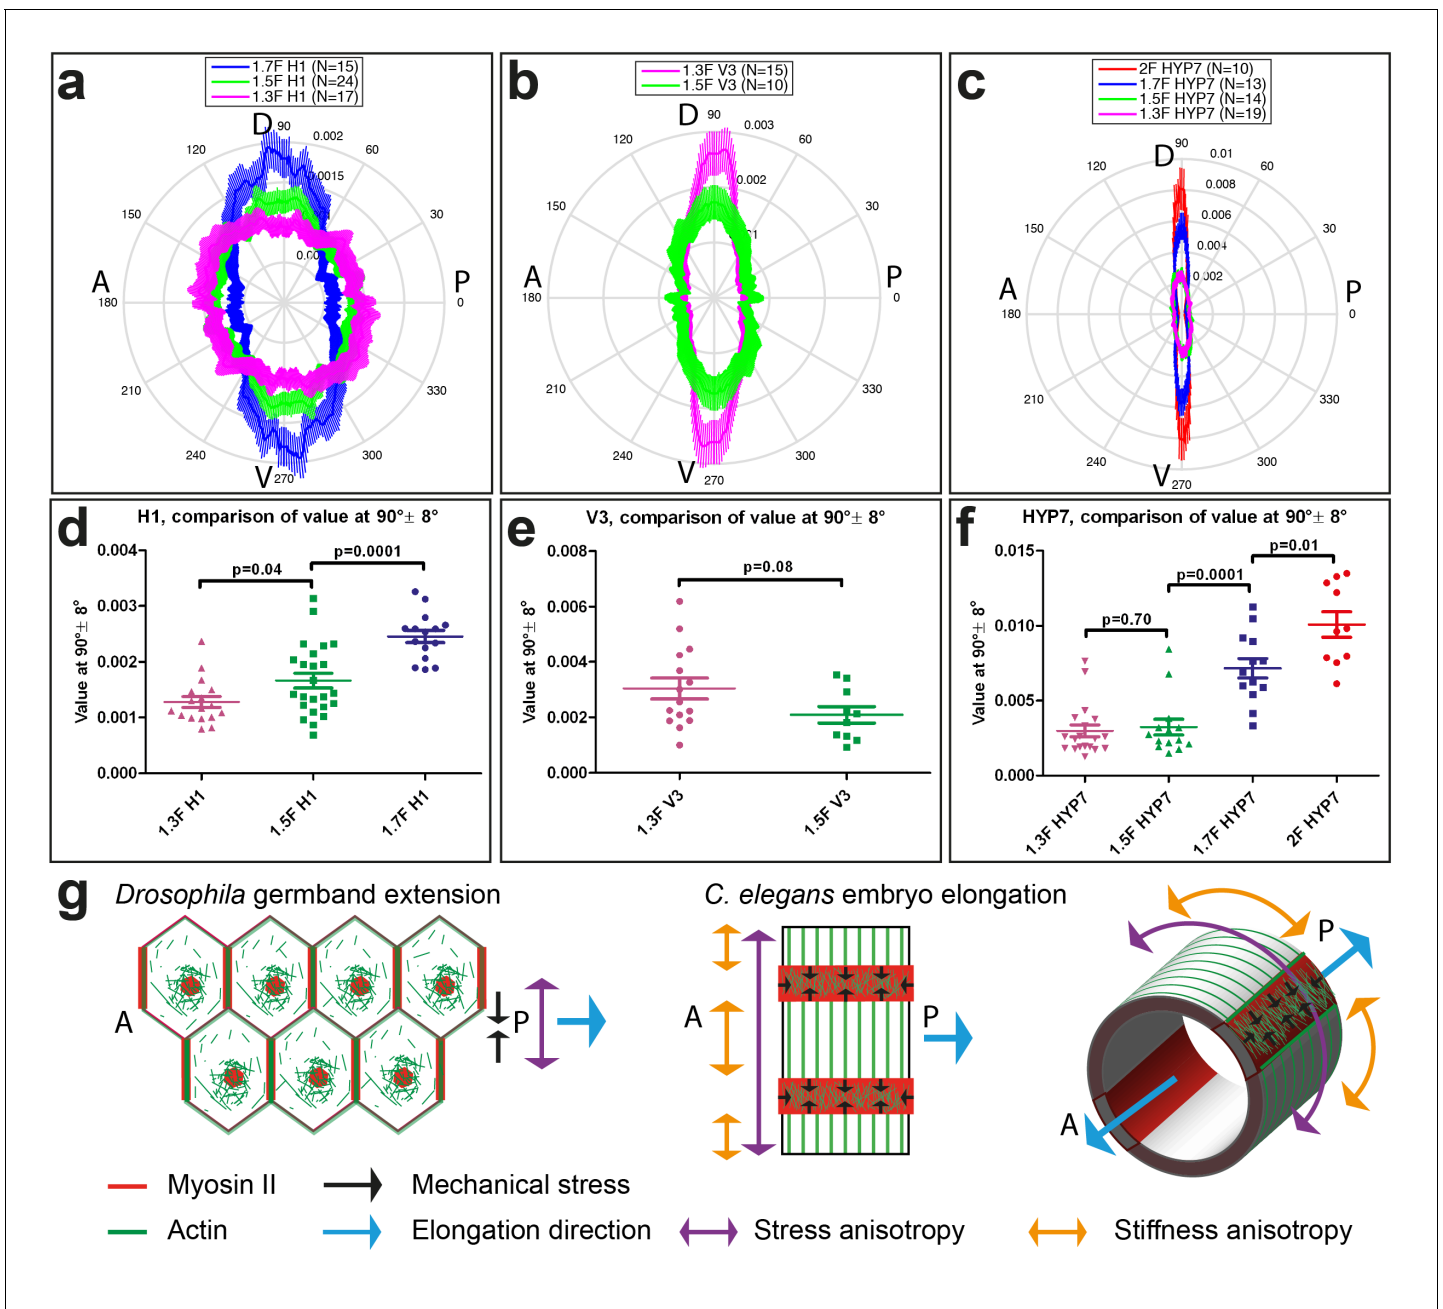 a
1.7F H1 (N=15)
1.5F H1 (N=24)
1.3F H1 (N=17)
D
90
0.002
120
60
0.0015
150
30
0.00
A
P
180
0
210
330
240
300
V
270
b
1.3F V3 (N=15)
1.5F V3 (N=10)
D
90
0.003
120
60
0.002
150
30
A
P
180
0
210
330
240
300
V
270
c
2F HYP7 (N=10)
1.7F HYP7 (N=13)
1.5F HYP7 (N=14)
1.3F HYP7 (N=19)
D
90
0.01
120
60
0.008
0.006
150
30
0.004
0.002
A
P
180
0
210
330
240
300
V
270
d
H1, comparison of value at 90°± 8°
Value at 90°± 8°
0.004
0.003
0.002
0.001
0.000
p=0.04
p=0.0001
1.3F H1
1.5F H1
1.7F H1
e
V3, comparison of value at 90°± 8°
Value at 90°± 8°
0.008
0.006
0.004
0.002
0.000
p=0.08
1.3F V3
1.5F V3
f
HYP7, comparison of value at 90°± 8°
Value at 90°± 8°
0.015
0.010
0.005
0.000
p=0.70
p=0.0001
p=0.01
1.3F HYP7
1.5F HYP7
1.7F HYP7
2F HYP7
g
Drosophila germband extension
A
P
C. elegans embryo elongation
A
P
P
A
Myosin II
Mechanical stress
Actin
Elongation direction
Stress anisotropy
Stiffness anisotropy